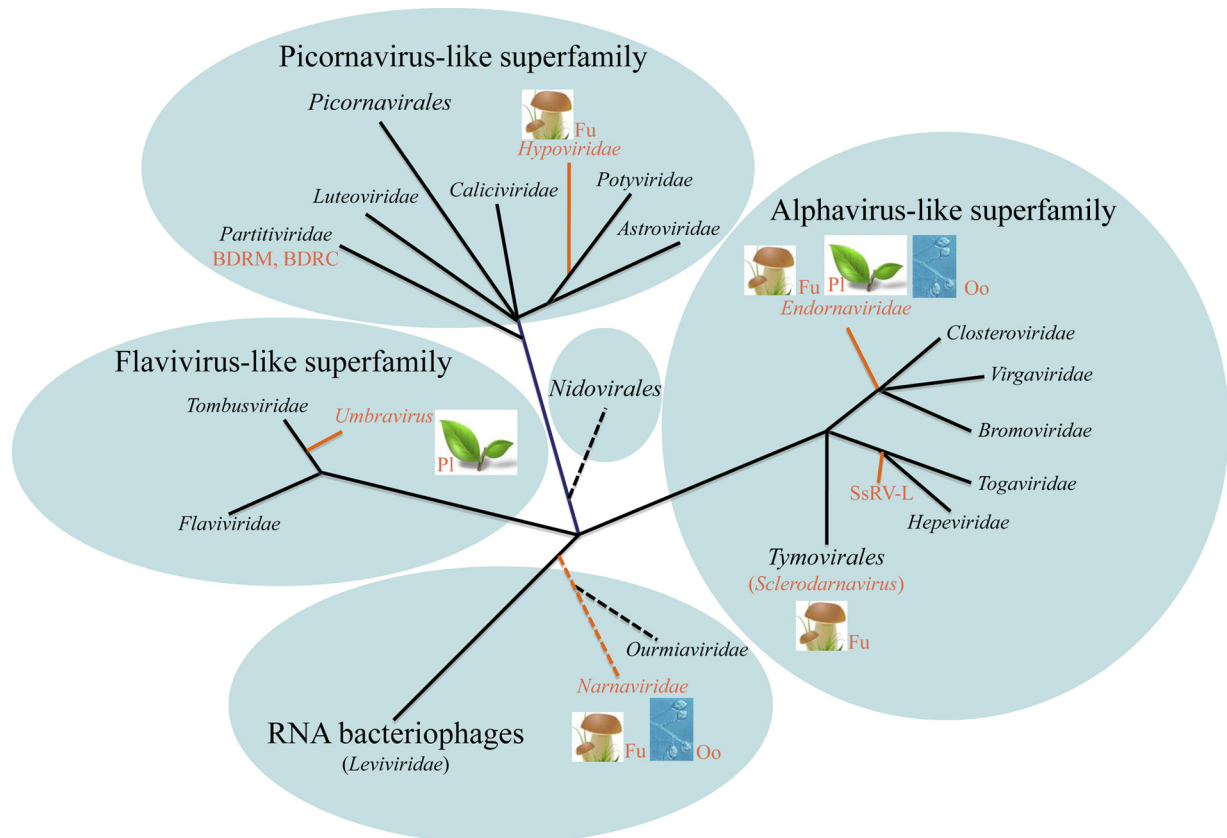 Picornavirus-like superfamily
Picornavirales
Fu
Hypoviridae
Luteoviridae
Caliciviridae
Potyviridae
Partitiviridae
BDRM, BDRC
Astroviridae
Alphavirus-like superfamily
Fu
Pl
Oo
Endornaviridae
Closteroviridae
Virgaviridae
Bromoviridae
Togaviridae
SsRV-L
Hepeviridae
Tymovirales
(Sclerodarnavirus)
Fu
Flavivirus-like superfamily
Tombusviridae
Umbravirus
Pl
Flaviviridae
Nidovirales
Ourmiaviridae
Narnaviridae
Fu
Oo
RNA bacteriophages
(Leviviridae)